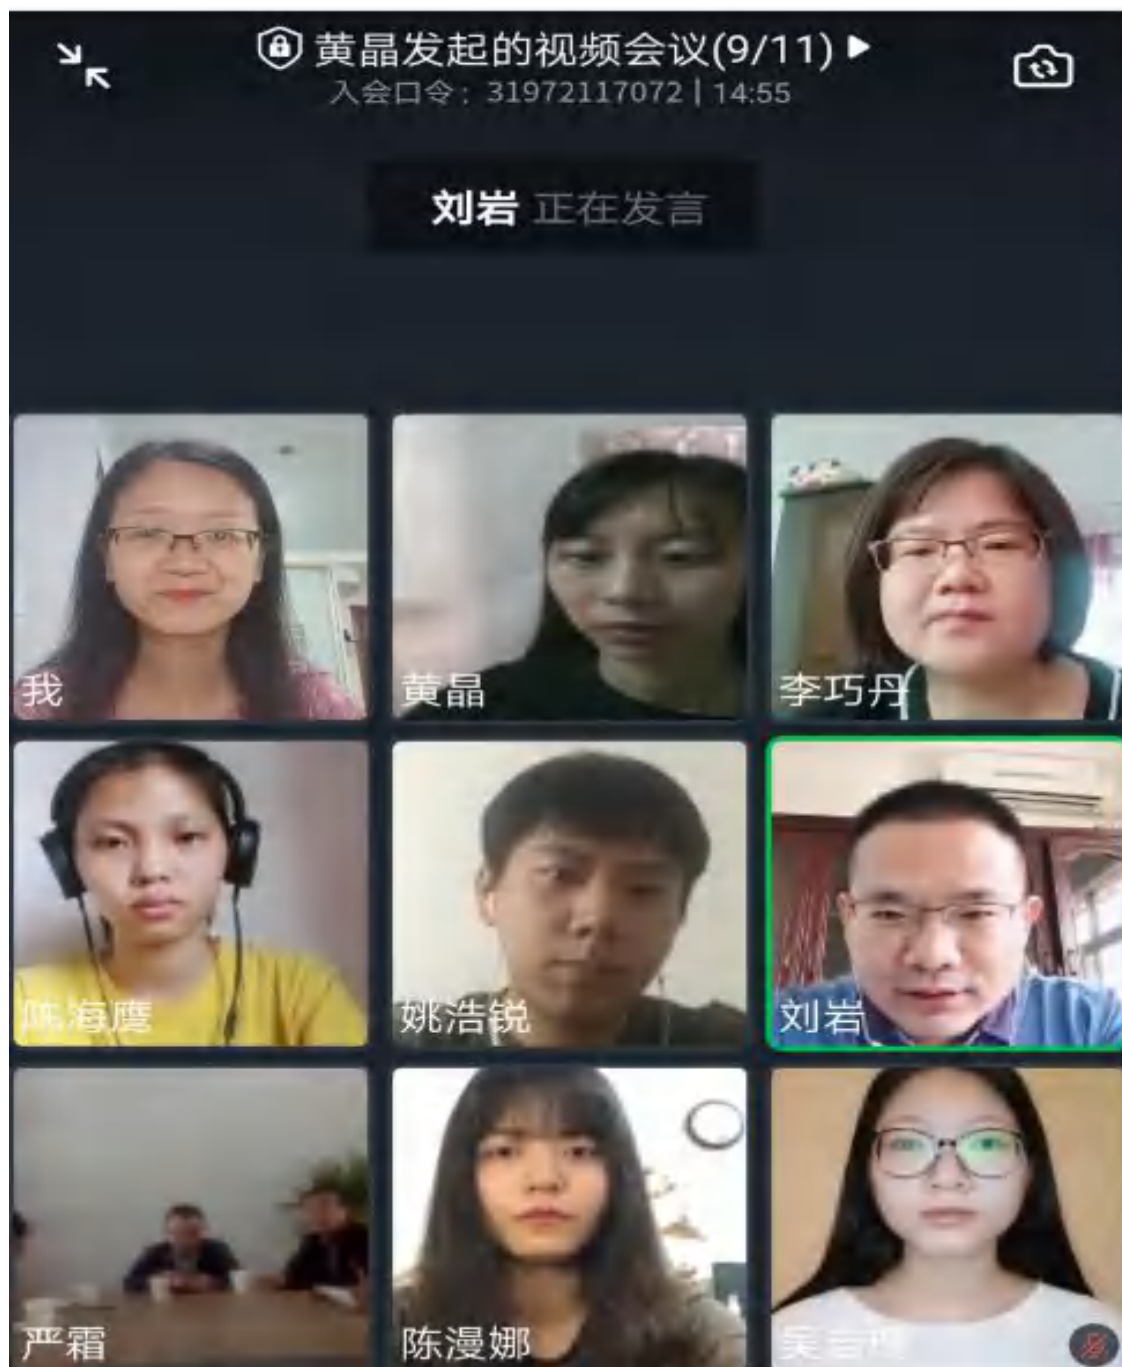 黄晶发起的视频会议(9/11)
入会口令：31972117072 | 14:55
刘岩 正在发言
我
黄晶
李巧丹
陈海鹰
姚浩锐
刘岩
严霜
陈漫娜